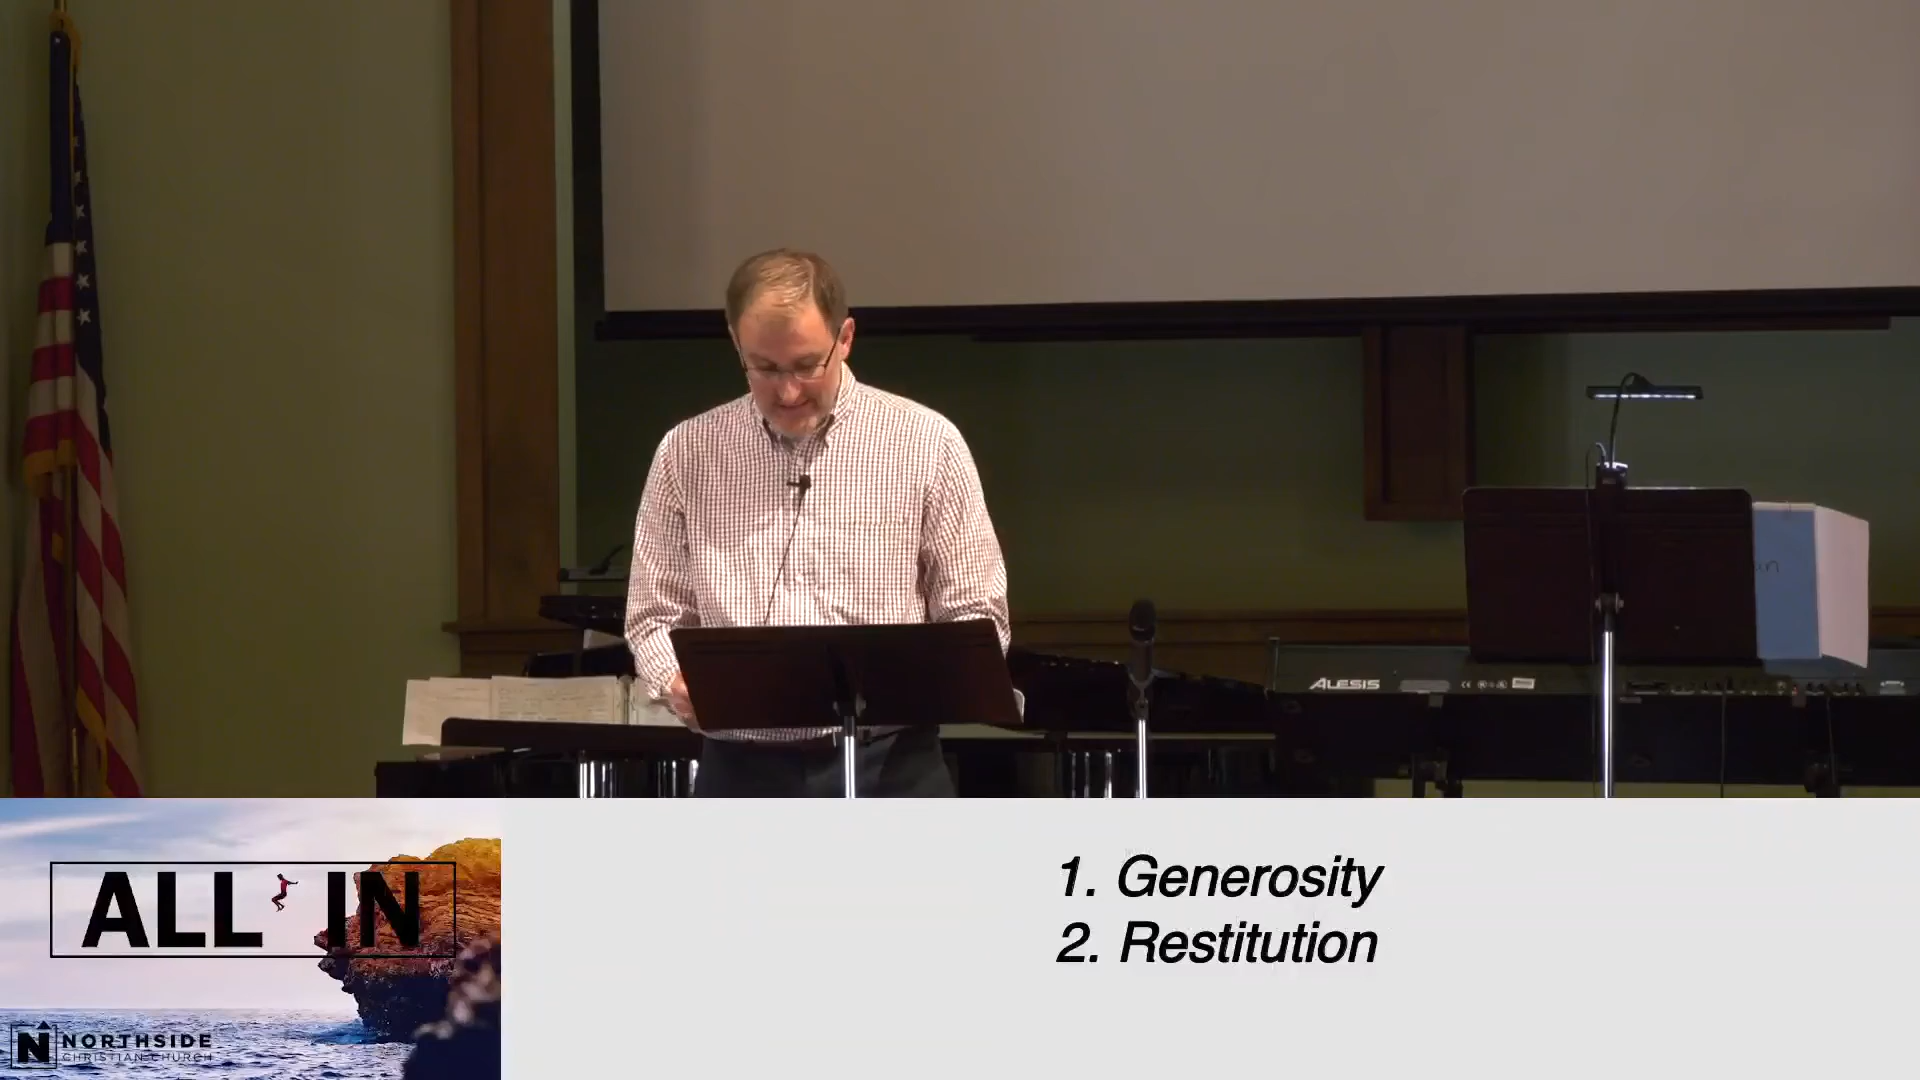 ALESIS
ALL IN
1. Generosity
2. Restitution
N NORTHSIDE
CHRISTIAN CHURCH